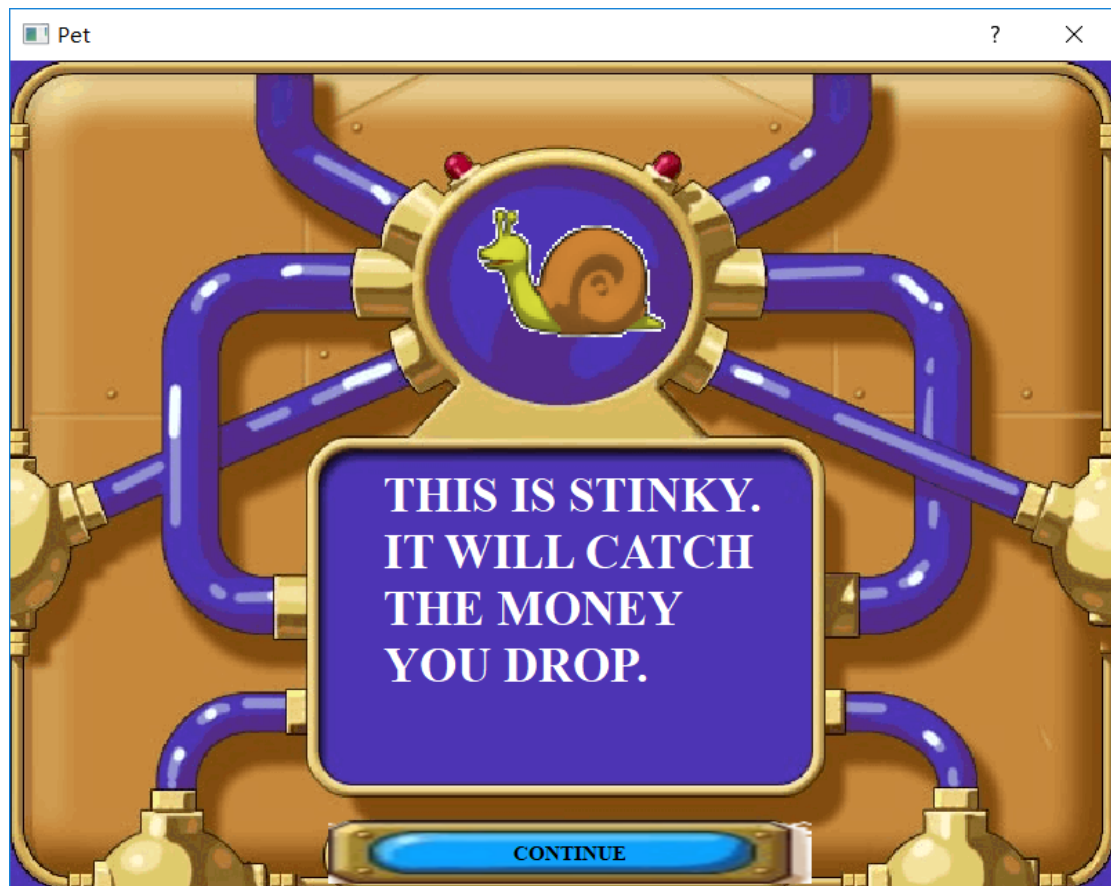 Pet
?
THIS IS STINKY.
IT WILL CATCH
THE MONEY
YOU DROP.
CONTINUE